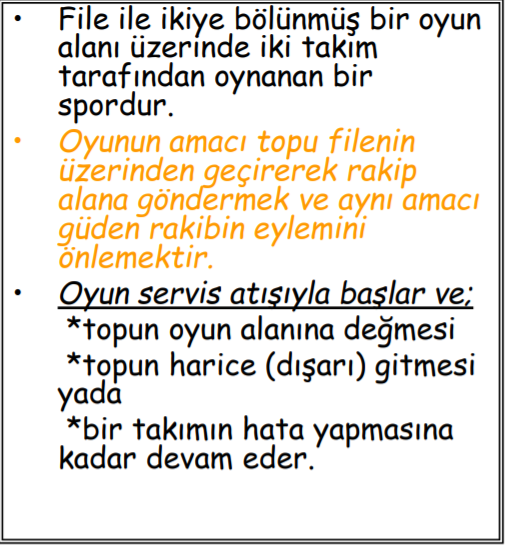 • File ile ikiye bölünmüş bir oyun
alanı üzerinde iki takim
tarafından oynanan bir
spordur.
• Oyunun amacı topu filenin
üzerinden geçirerek rakip
alana göndermek ve aynı amacı
güden rakibin eylemini
önlemektir.
• Oyun servis atışıyla başlar ve;
*topun oyun alanına değmesi
*topun harice (dışarı) gitmesi
yada
*bir takımın hata yapmasına
kadar devam eder.